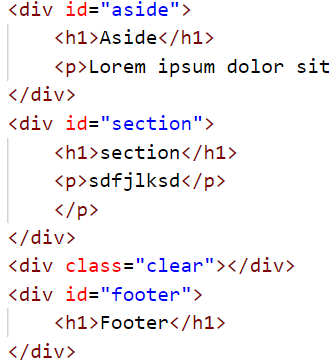 <div id="aside">
    <h1>Aside</h1>
    <p>Lorem ipsum dolor sit
</div>
<div id="section">
    <h1>section</h1>
    <p>sdfjlksd</p>
    </p>
</div>
<div class="clear"></div>
<div id="footer">
    <h1>Footer</h1>
</div>